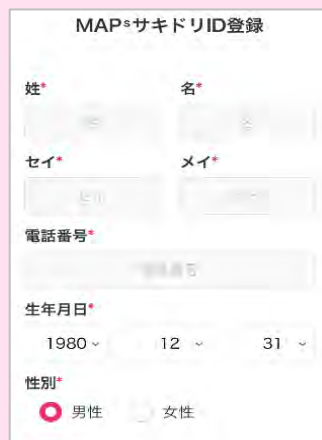 MAPsサキドリID登録
姓* 名*
セイ* メイ*
電話番号*
生年月日*
1980 12 31
性別*
男性 女性